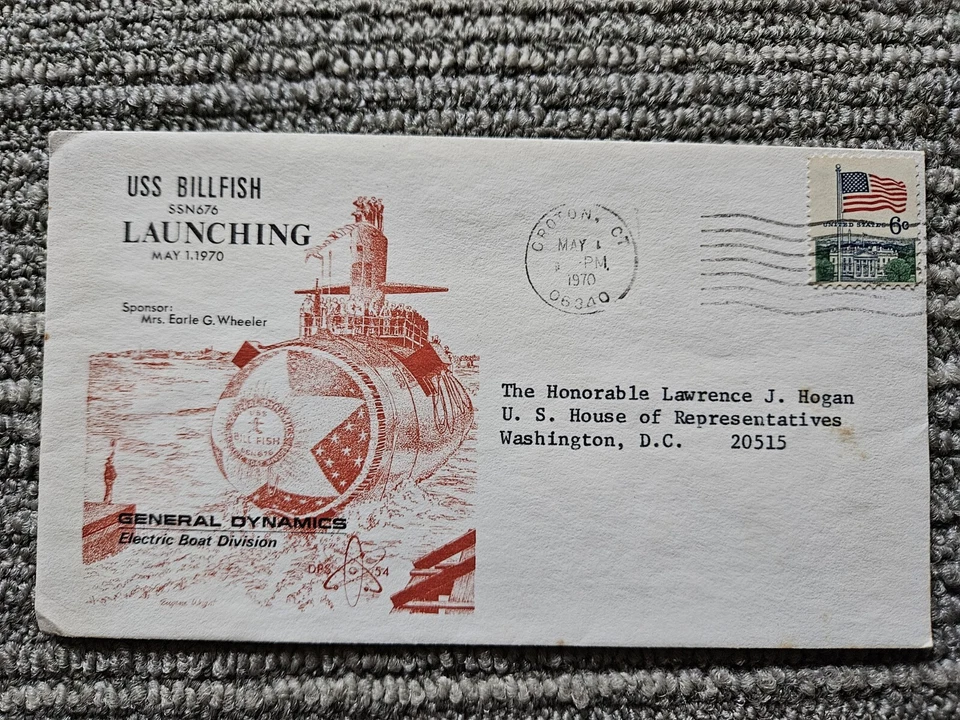 USS BILLFISH
SSN676
LAUNCHING
MAY 1.1970
Sponsor:
Mrs. Earle G. Wheeler
U.S.S.
BILL FISH
GENERAL DYNAMICS
Electric Boat Division
DPS 54
GROTON, CT
MAY 1
PM
1970
06340
UNITED STATES 6c
The Honorable Lawrence J. Hogan
U. S. House of Representatives
Washington, D.C. 20515